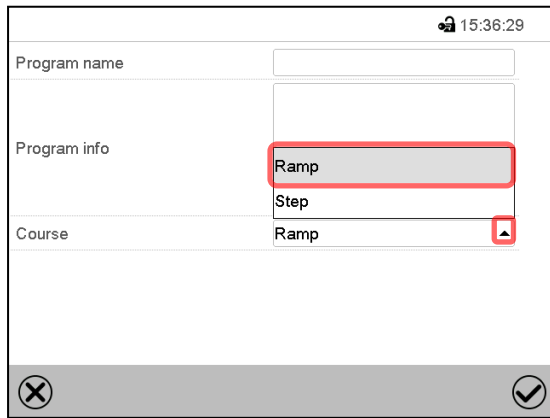 15:36:29
Program name
Program info
Ramp
Step
Course
Ramp